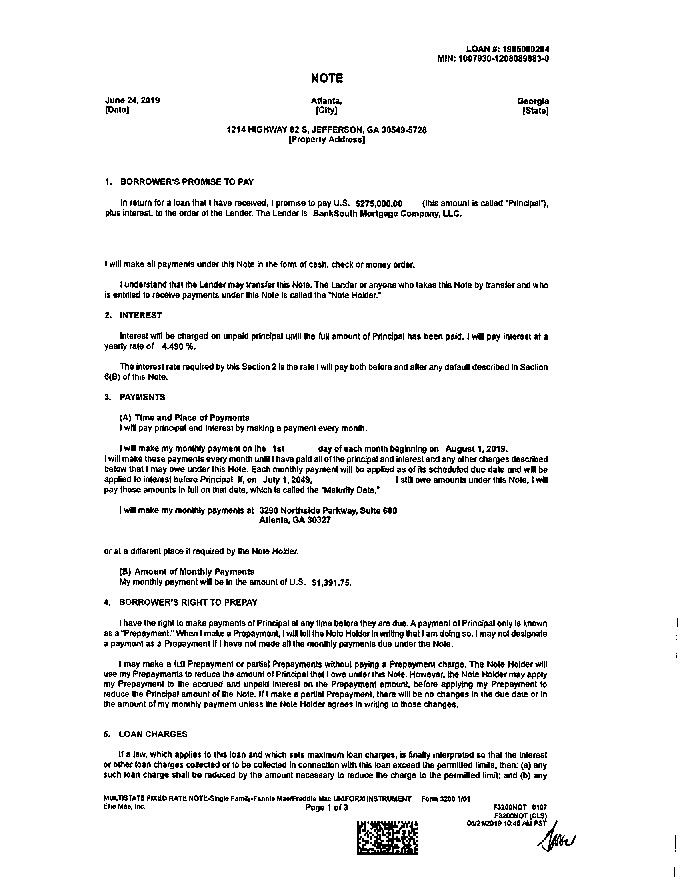 LOAN #: 1905080284
MIN: 1007930-1208089883-0
NOTE
June 24, 2019 Atlanta, Georgia
[Date] [City] [State]
1214 HIGHWAY 82 S, JEFFERSON, GA 30549-5728
[Property Address]
1. BORROWER'S PROMISE TO PAY
In return for a loan that I have received, I promise to pay U.S. $275,000.00 (this amount is called "Principal"),
plus interest, to the order of the Lender. The Lender is BankSouth Mortgage Company, LLC.
I will make all payments under this Note in the form of cash, check or money order.
I understand that the Lender may transfer this Note. The Lender or anyone who takes this Note by transfer and who
is entitled to receive payments under this Note is called the "Note Holder."
2. INTEREST
Interest will be charged on unpaid principal until the full amount of Principal has been paid. I will pay interest at a
yearly rate of 4.490 %.
The interest rate required by this Section 2 is the rate I will pay both before and after any default described in Section
6(B) of this Note.
3. PAYMENTS
(A) Time and Place of Payments
I will pay principal and interest by making a payment every month.
I will make my monthly payment on the 1st day of each month beginning on August 1, 2019.
I will make these payments every month until I have paid all of the principal and interest and any other charges described
below that I may owe under this Note. Each monthly payment will be applied as of its scheduled due date and will be
applied to interest before Principal. If, on July 1, 2049, I still owe amounts under this Note, I will
pay those amounts in full on that date, which is called the "Maturity Date."
I will make my monthly payments at 3290 Northside Parkway, Suite 600
Atlanta, GA 30327
or at a different place if required by the Note Holder.
(B) Amount of Monthly Payments
My monthly payment will be in the amount of U.S. $1,391.75.
4. BORROWER'S RIGHT TO PREPAY
I have the right to make payments of Principal at any time before they are due. A payment of Principal only is known
as a "Prepayment." When I make a Prepayment, I will tell the Note Holder in writing that I am doing so. I may not designate
a payment as a Prepayment if I have not made all the monthly payments due under the Note.
I may make a full Prepayment or partial Prepayments without paying a Prepayment charge. The Note Holder will
use my Prepayments to reduce the amount of Principal that I owe under this Note. However, the Note Holder may apply
my Prepayment to the accrued and unpaid interest on the Prepayment amount, before applying my Prepayment to
reduce the Principal amount of the Note. If I make a partial Prepayment, there will be no changes in the due date or in
the amount of my monthly payment unless the Note Holder agrees in writing to those changes.
5. LOAN CHARGES
If a law, which applies to this loan and which sets maximum loan charges, is finally interpreted so that the interest
or other loan charges collected or to be collected in connection with this loan exceed the permitted limits, then: (a) any
such loan charge shall be reduced by the amount necessary to reduce the charge to the permitted limit; and (b) any
MULTISTATE FIXED RATE NOTE-Single Family-Fannie Mae/Freddie Mac UNIFORM INSTRUMENT Form 3200 1/01
Ellie Mae, Inc. Page 1 of 3 F3200NOT 0107
F3200NOT (CLS)
06/21/2019 10:46 AM PST